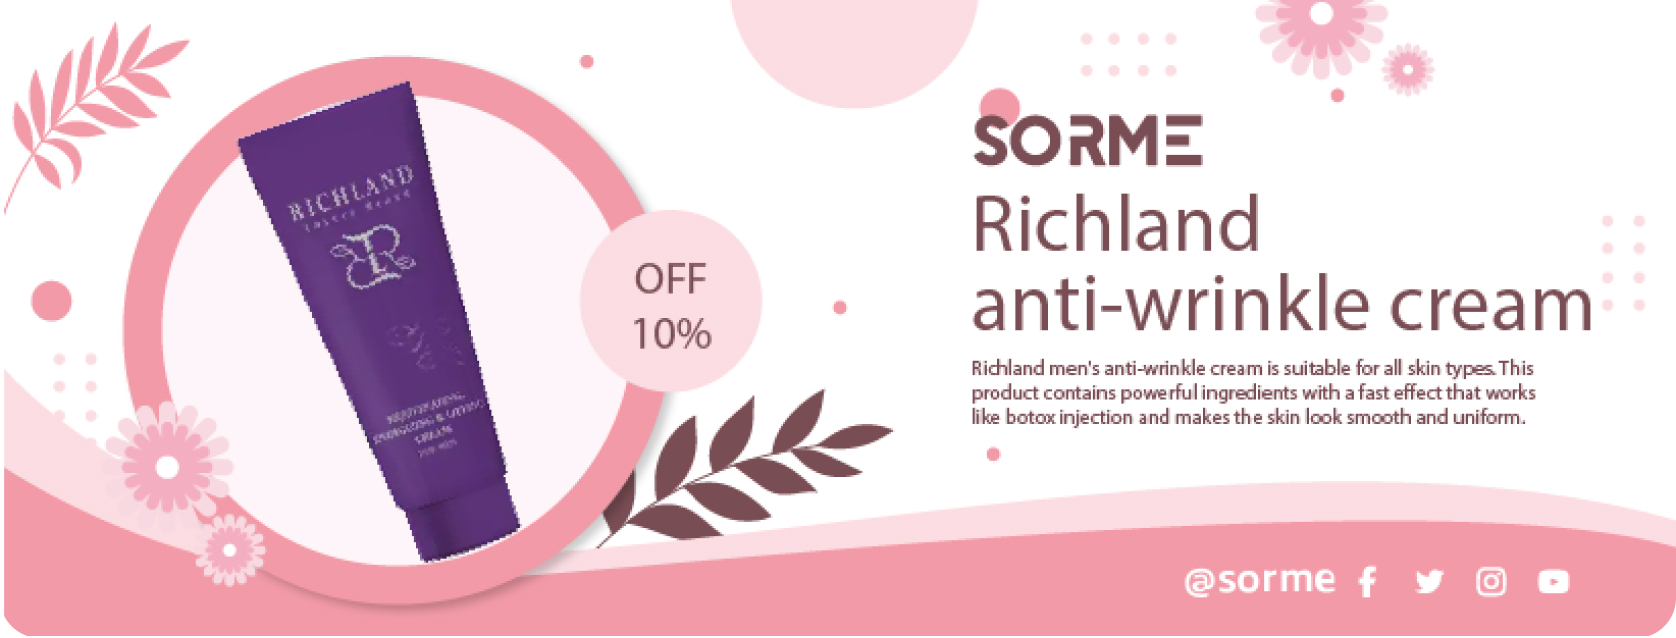 RICHLAND
OFF
10%
SORME
Richland
anti-wrinkle cream
Richland men's anti-wrinkle cream is suitable for all skin types. This
product contains powerful ingredients with a fast effect that works
like botox injection and makes the skin look smooth and uniform.
@sorme